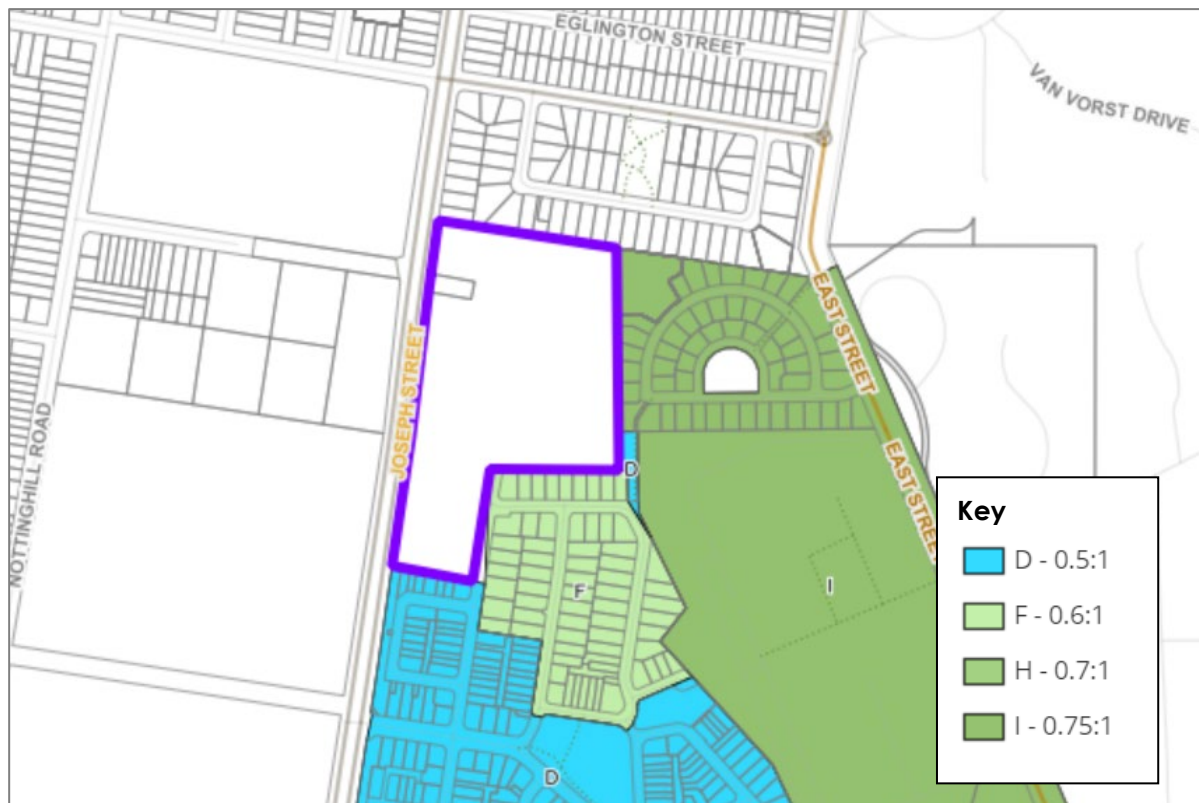 EGLINGTON STREET
VAN VORST DRIVE
JOSEPH STREET
EAST STREET
EAST STREET
NOTTINGHILL ROAD
D
F
I
D
Key
D - 0.5:1
F - 0.6:1
H - 0.7:1
I - 0.75:1